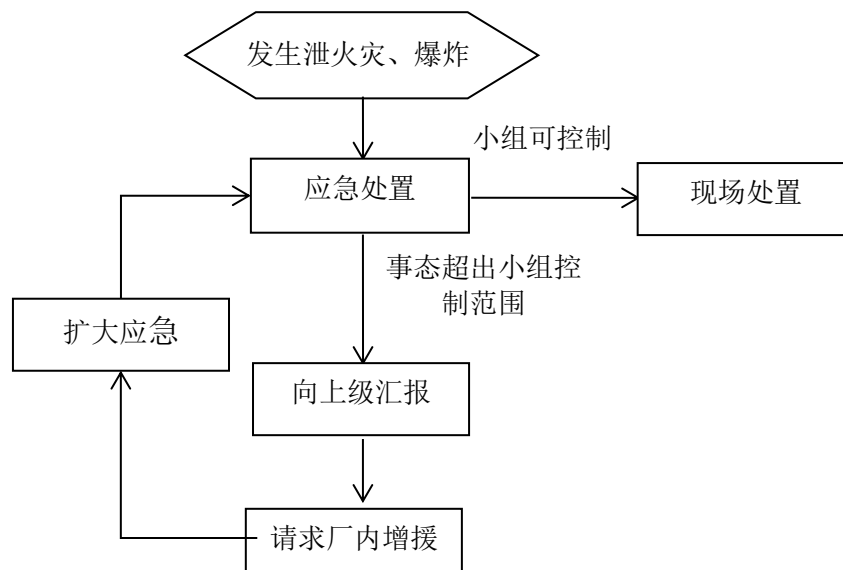 发生泄火灾、爆炸
小组可控制
应急处置
现场处置
事态超出小组控
制范围
扩大应急
向上级汇报
请求厂内增援